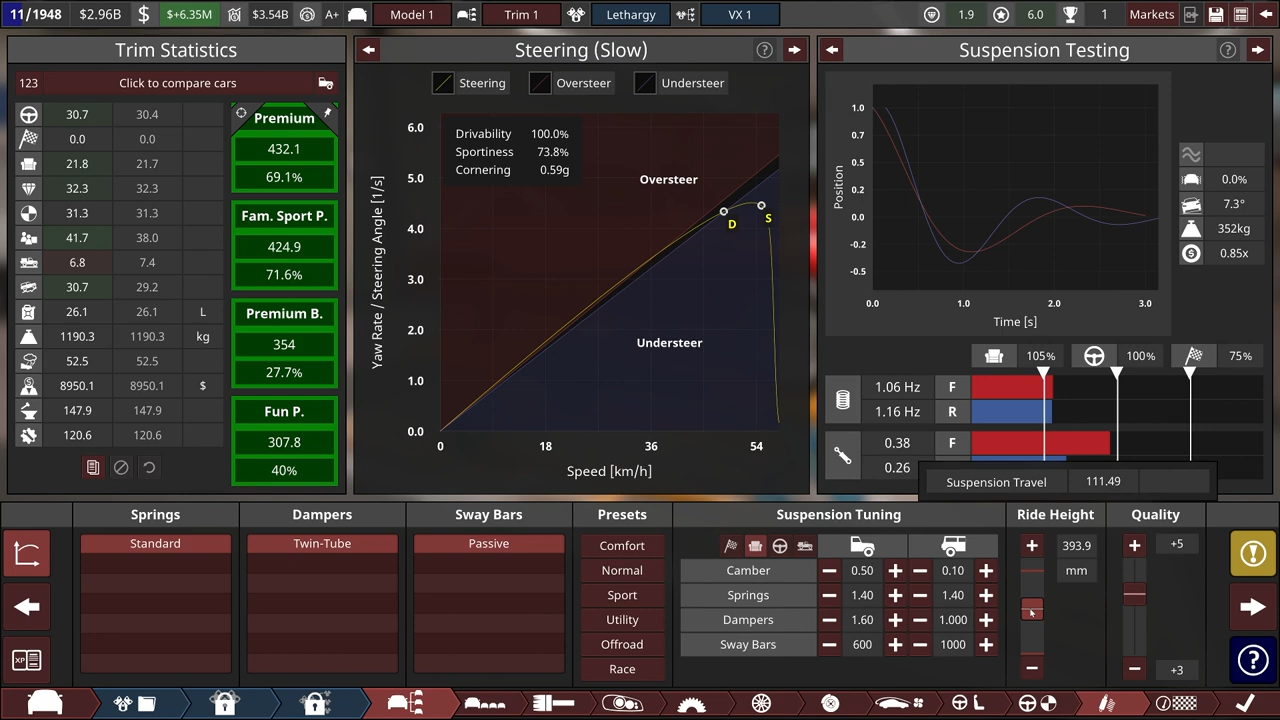 11/1948 $2.96B $+6.35M $3.54B A+ Model 1 Trim 1 Lethargy VX 1 1.9 6.0 1 Markets
Trim Statistics
123 Click to compare cars
30.7 30.4
0.0 0.0
21.8 21.7
32.3 32.3
31.3 31.3
41.7 38.0
6.8 7.4
30.7 29.2
26.1 26.1 L
1190.3 1190.3 kg
52.5 52.5
8950.1 8950.1 $
147.9 147.9
120.6 120.6
Premium
432.1
69.1%
Fam. Sport P.
424.9
71.6%
Premium B.
354
27.7%
Fun P.
307.8
40%
Steering (Slow)
?
Steering Oversteer Understeer
Drivability 100.0%
Sportiness 73.8%
Cornering 0.59g
Oversteer
Understeer
D
S
Yaw Rate / Steering Angle [1/s]
6.0
5.0
4.0
3.0
2.0
1.0
0.0
0 18 36 54
Speed [km/h]
Suspension Testing
?
Position
1.0
0.7
0.5
0.2
0.0
-0.2
-0.5
0.0 1.0 2.0 3.0
Time [s]
0.0%
7.3°
352kg
0.85x
105% 100% 75%
1.06 Hz F
1.16 Hz R
0.38 F
0.26
Suspension Travel 111.49
Springs
Standard
Dampers
Twin-Tube
Sway Bars
Passive
Presets
Comfort
Normal
Sport
Utility
Offroad
Race
Suspension Tuning
Camber 0.50 0.10
Springs 1.40 1.40
Dampers 1.60 1.000
Sway Bars 600 1000
Ride Height
393.9
mm
Quality
+5
+3
XP
?